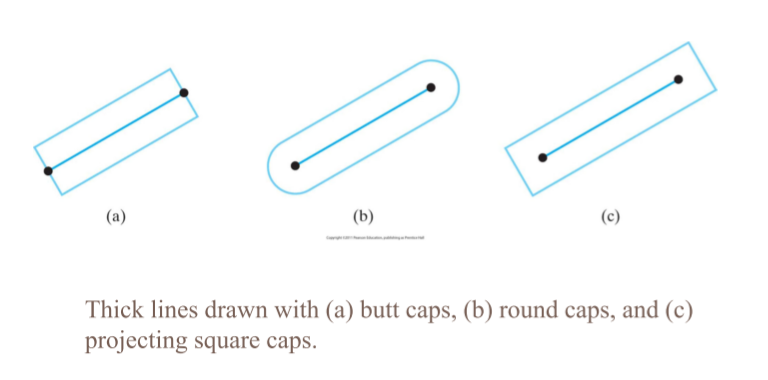 (a) (b) (c)
Copyright ©2011 Pearson Education, publishing as Prentice Hall
Thick lines drawn with (a) butt caps, (b) round caps, and (c)
projecting square caps.